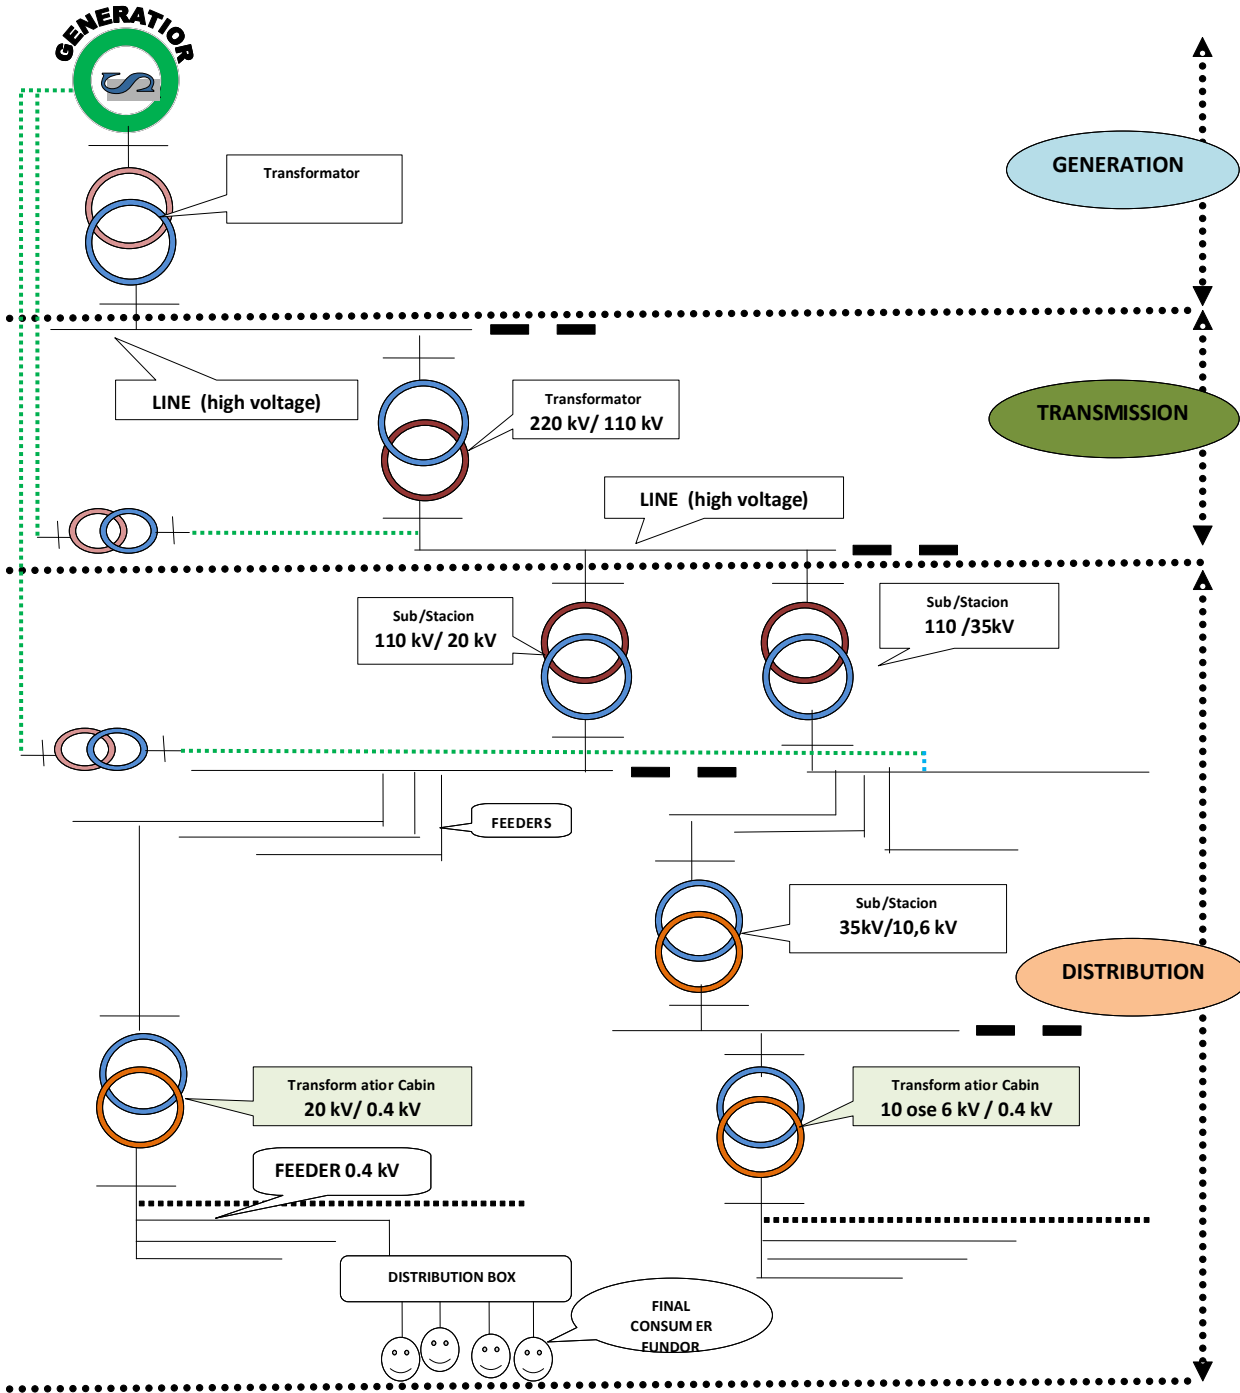 GENERATIOR
S
Transformator
GENERATION
LINE (high voltage)
Transformator
220 kV/ 110 kV
TRANSMISSION
LINE (high voltage)
Sub/Stacion
110 kV/ 20 kV
Sub/Stacion
110 /35kV
FEEDERS
Sub/Stacion
35kV/10,6 kV
DISTRIBUTION
Transform atior Cabin
20 kV/ 0.4 kV
Transform atior Cabin
10 ose 6 kV / 0.4 kV
FEEDER 0.4 kV
DISTRIBUTION BOX
FINAL
CONSUM ER
FUNDOR